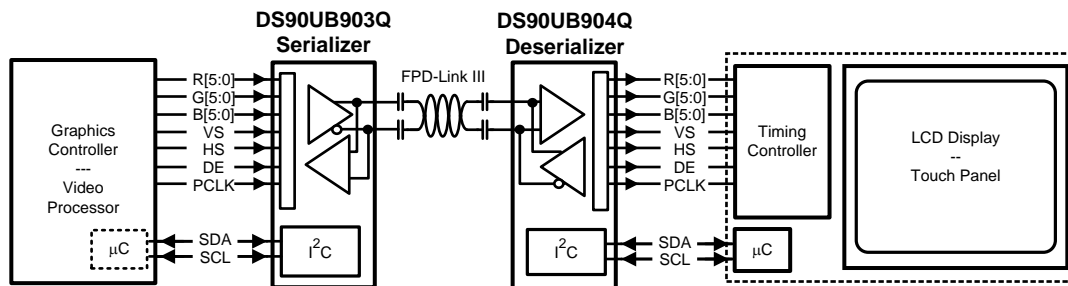 DS90UB903Q
Serializer
DS90UB904Q
Deserializer
FPD-Link III
Graphics
Controller
---
Video
Processor
μC
R[5:0]
G[5:0]
B[5:0]
VS
HS
DE
PCLK
SDA
SCL
I²C
I²C
R[5:0]
G[5:0]
B[5:0]
VS
HS
DE
PCLK
SDA
SCL
Timing
Controller
μC
LCD Display
--
Touch Panel